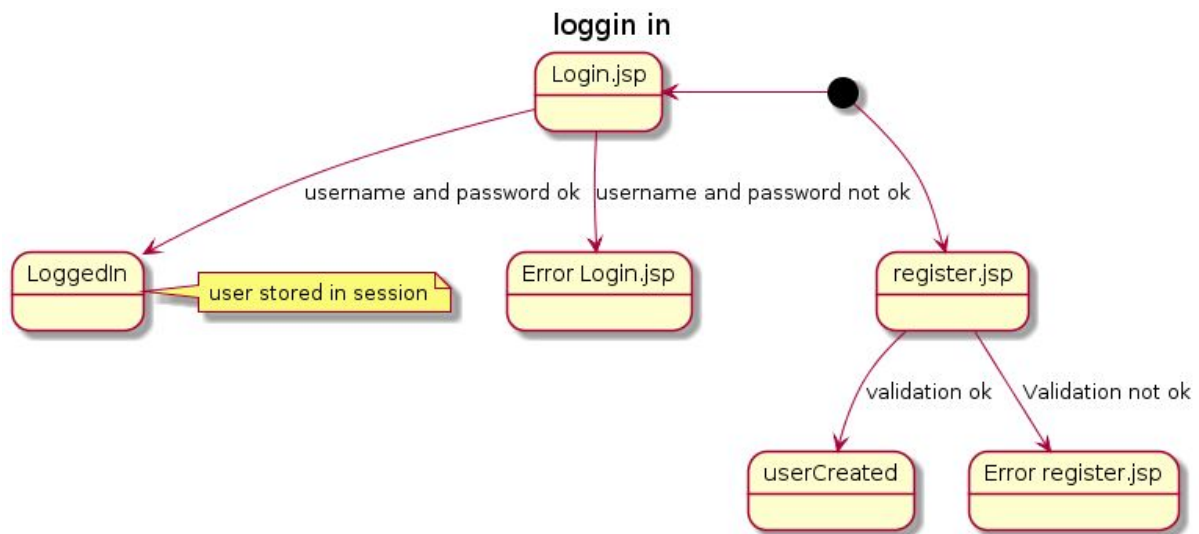 loggin in
Login.jsp
username and password ok
username and password not ok
LoggedIn
user stored in session
Error Login.jsp
register.jsp
validation ok
Validation not ok
userCreated
Error register.jsp